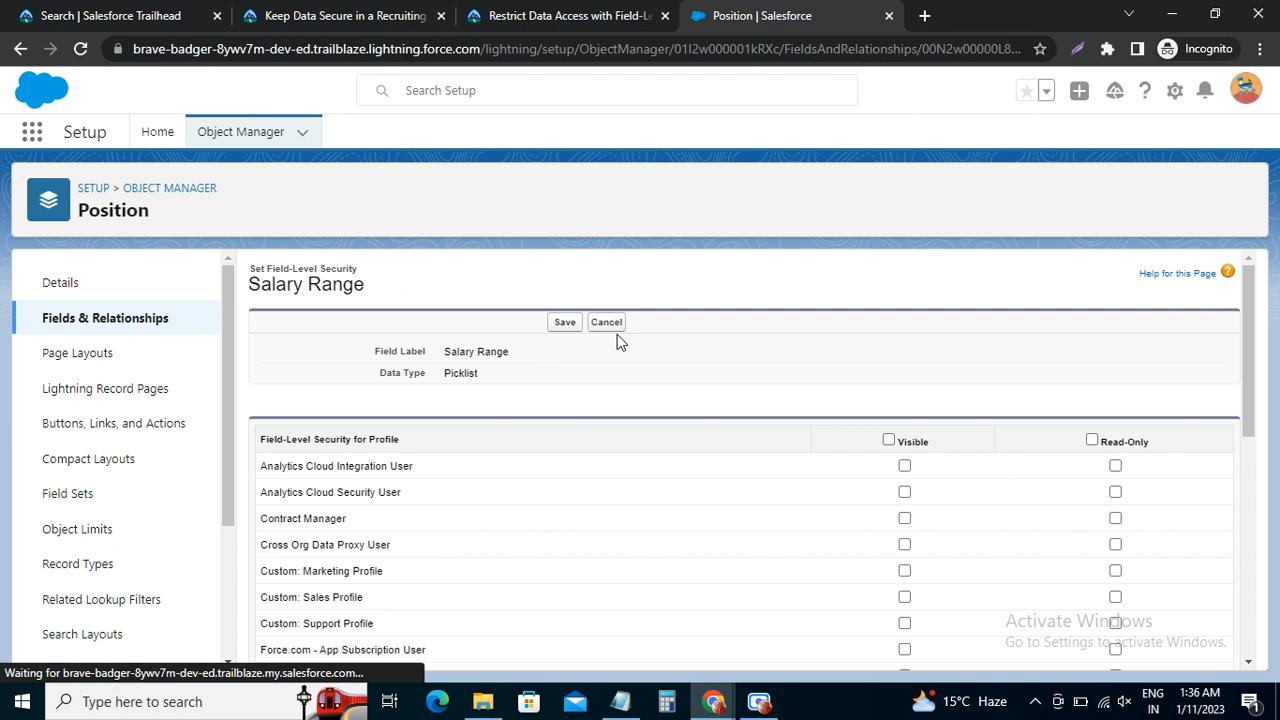 Search | Salesforce Trailhead
Keep Data Secure in a Recruiting
Restrict Data Access with Field-L
Position | Salesforce
brave-badger-8ywv7m-dev-ed.trailblaze.lightning.force.com/lightning/setup/ObjectManager/01I2w000001kRXc/FieldsAndRelationships/00N2w00000L8...
Incognito
Search Setup
Setup
Home
Object Manager
SETUP > OBJECT MANAGER
Position
Details
Fields & Relationships
Page Layouts
Lightning Record Pages
Buttons, Links, and Actions
Compact Layouts
Field Sets
Object Limits
Record Types
Related Lookup Filters
Search Layouts
Set Field-Level Security
Salary Range
Help for this Page
Save Cancel
Field Label Salary Range
Data Type Picklist
Field-Level Security for Profile Visible Read-Only
Analytics Cloud Integration User
Analytics Cloud Security User
Contract Manager
Cross Org Data Proxy User
Custom: Marketing Profile
Custom: Sales Profile
Custom: Support Profile
Force.com - App Subscription User
Activate Windows
Go to Settings to activate Windows.
Waiting for brave-badger-8ywv7m-dev-ed.trailblaze.my.salesforce.com...
Type here to search
15°C Haze
ENG
IN
1:36 AM
1/11/2023
1